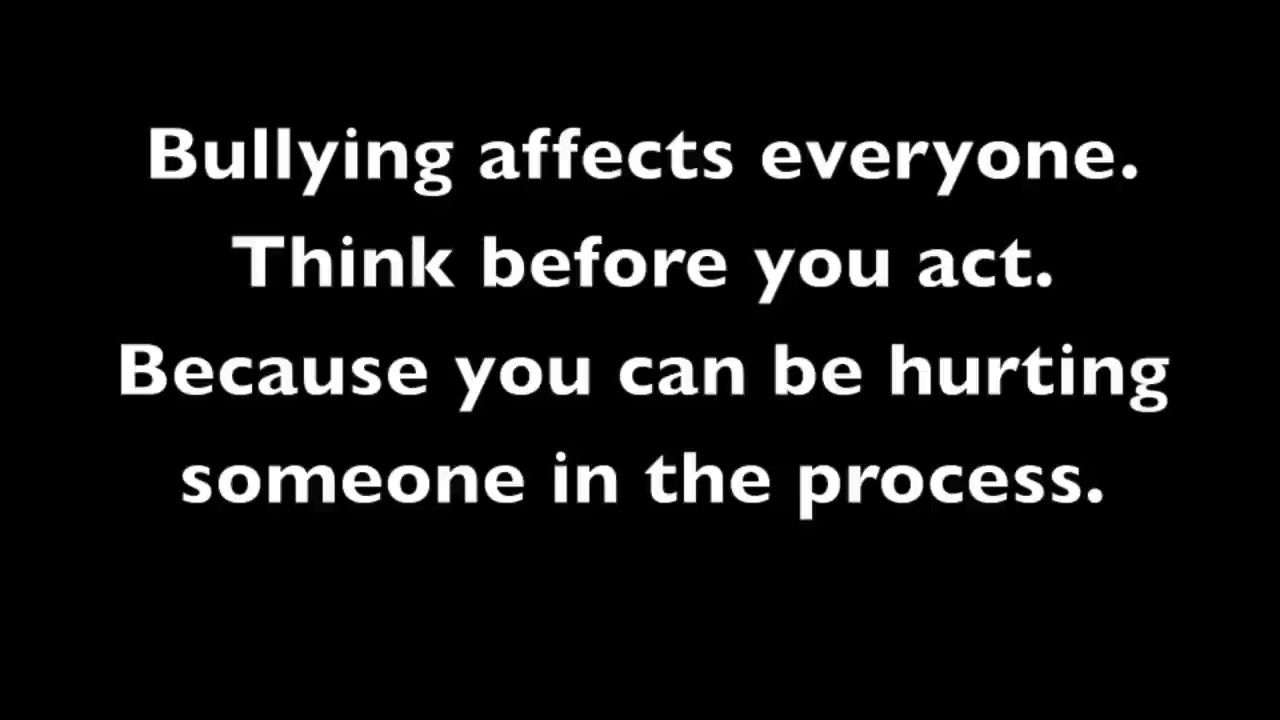 Bullying affects everyone.
Think before you act.
Because you can be hurting
someone in the process.